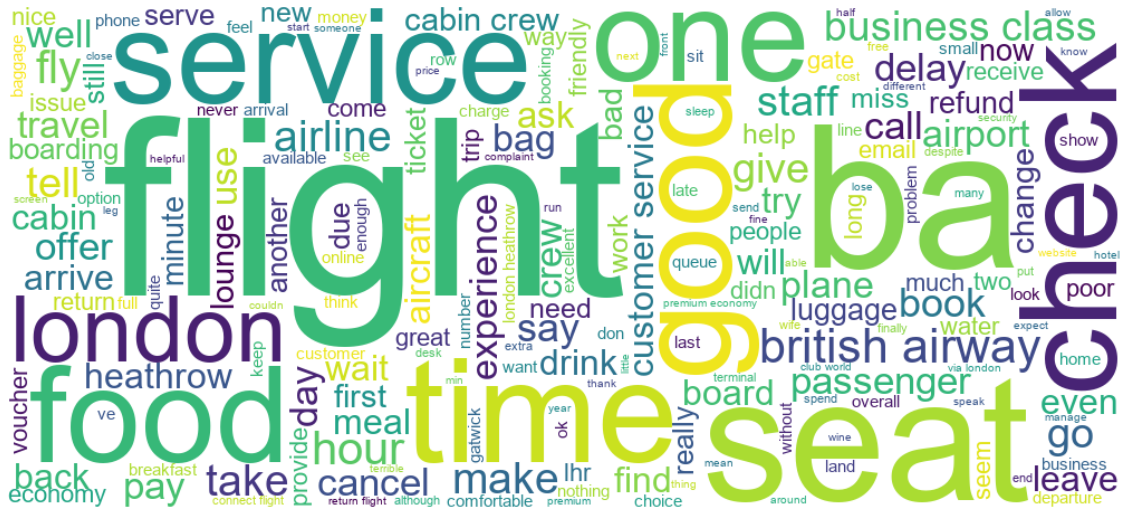 nice
phone
serve
feel
new
money
start
someone
cabin crew
way
one
business class
well
close
service
row
booking
friendly
next
front
sit
half
allow
small
now
know
baggage
fly
still
price
gate
free
cost
delay
receive
check
issue
never
arrival
come
charge
ask
bad
good
sleep
staff
miss
different
refund
travel
airline
ticket
trip
bag
customer service
help
line
call
airport
security
boarding
old
helpful
flight
available
see
complaint
email
despite
show
tell
screen
option
leg
use
late
give
ba
lose
many
problem
change
cabin
minute
lounge
another
due
enough
online
aircraft
experience
london heathrow
run
crew
excellent
work
send
fine
try
long
people
offer
queue
will
able
website
hotel
arrive
quite
didn
plane
much
two
put
look
poor
return
full
couldn
think
number
need
premium economy
luggage
book
london
great
say
don
last
wife
finally
water
expect
keep
customer
desk
extra
want
drink
little
british airway
home
heathrow
day
wait
min
thank
terminal
club world
via london
voucher
food
ve
first
time
year
board
passenger
spend
overall
speak
manage
even
meal
gatwick
ok
really
seat
without
wine
go
provide
hour
terrible
lhr
find
mean
land
seem
business
back
breakfast
take
cancel
make
nothing
thing
end
leave
economy
pay
connect flight
return flight
although
comfortable
premium
choice
around
departure